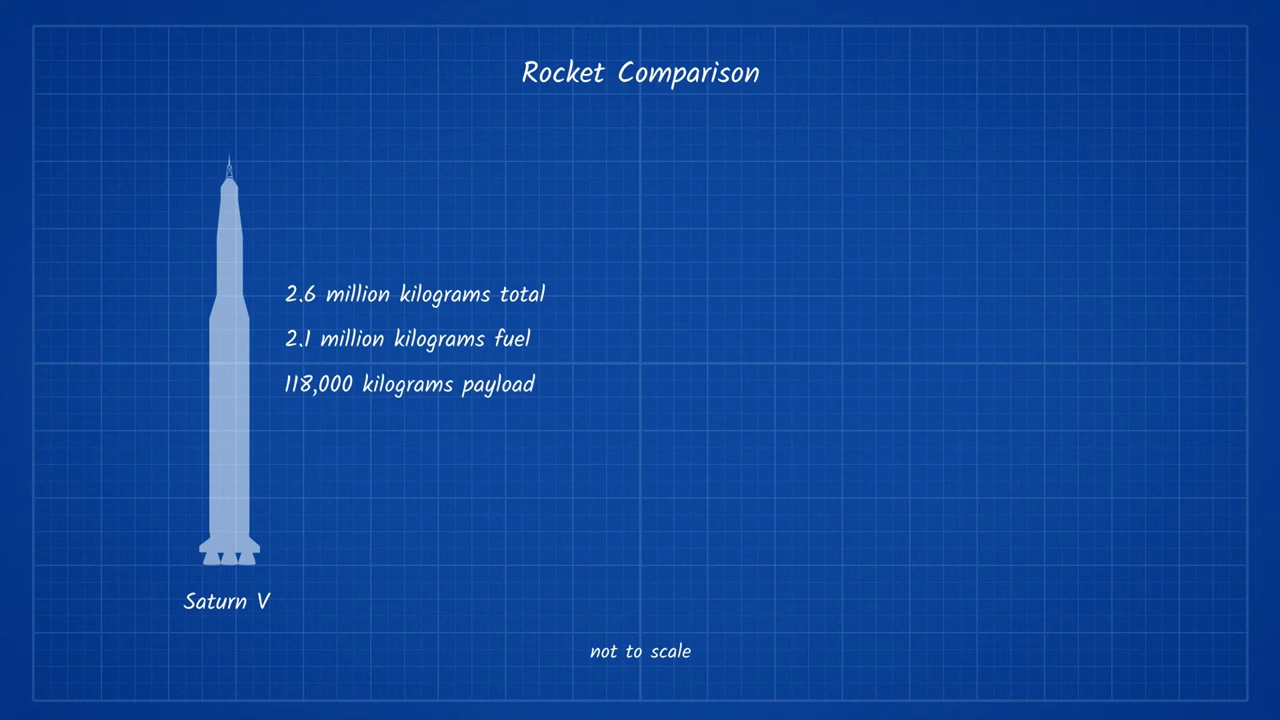 Rocket Comparison
2.6 million kilograms total
2.1 million kilograms fuel
118,000 kilograms payload
Saturn V
not to scale